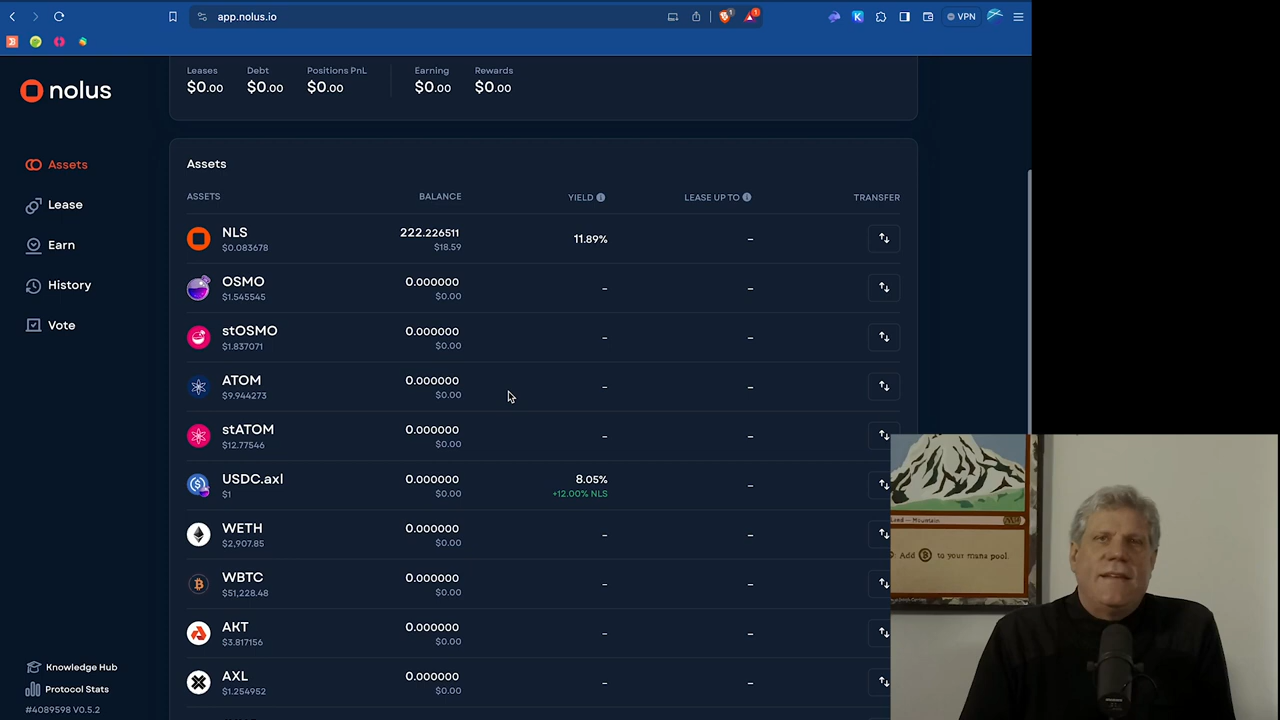 app.nolus.io
1
1
VPN
nolus
Assets
Lease
Earn
History
Vote
Knowledge Hub
Protocol Stats
#4089598 V0.5.2
Leases
Debt
Positions PnL
Earning
Rewards
$0.00
$0.00
$0.00
$0.00
$0.00
Assets
ASSETS
BALANCE
YIELD
LEASE UP TO
TRANSFER
NLS
222.226511
11.89%
–
$0.083678
$18.59
OSMO
0.000000
–
–
$1.545545
$0.00
stOSMO
0.000000
–
–
$1.837071
$0.00
ATOM
0.000000
–
–
$9.944273
$0.00
stATOM
0.000000
–
–
$12.77546
$0.00
USDC.axl
0.000000
8.05%
–
$1
$0.00
+12.00% NLS
WETH
0.000000
–
–
$2,907.85
$0.00
WBTC
0.000000
–
–
$51,228.48
$0.00
AKT
0.000000
–
–
$3.817156
$0.00
AXL
0.000000
–
–
$1.254952
$0.00
Land — Mountain
Add B to your mana pool.